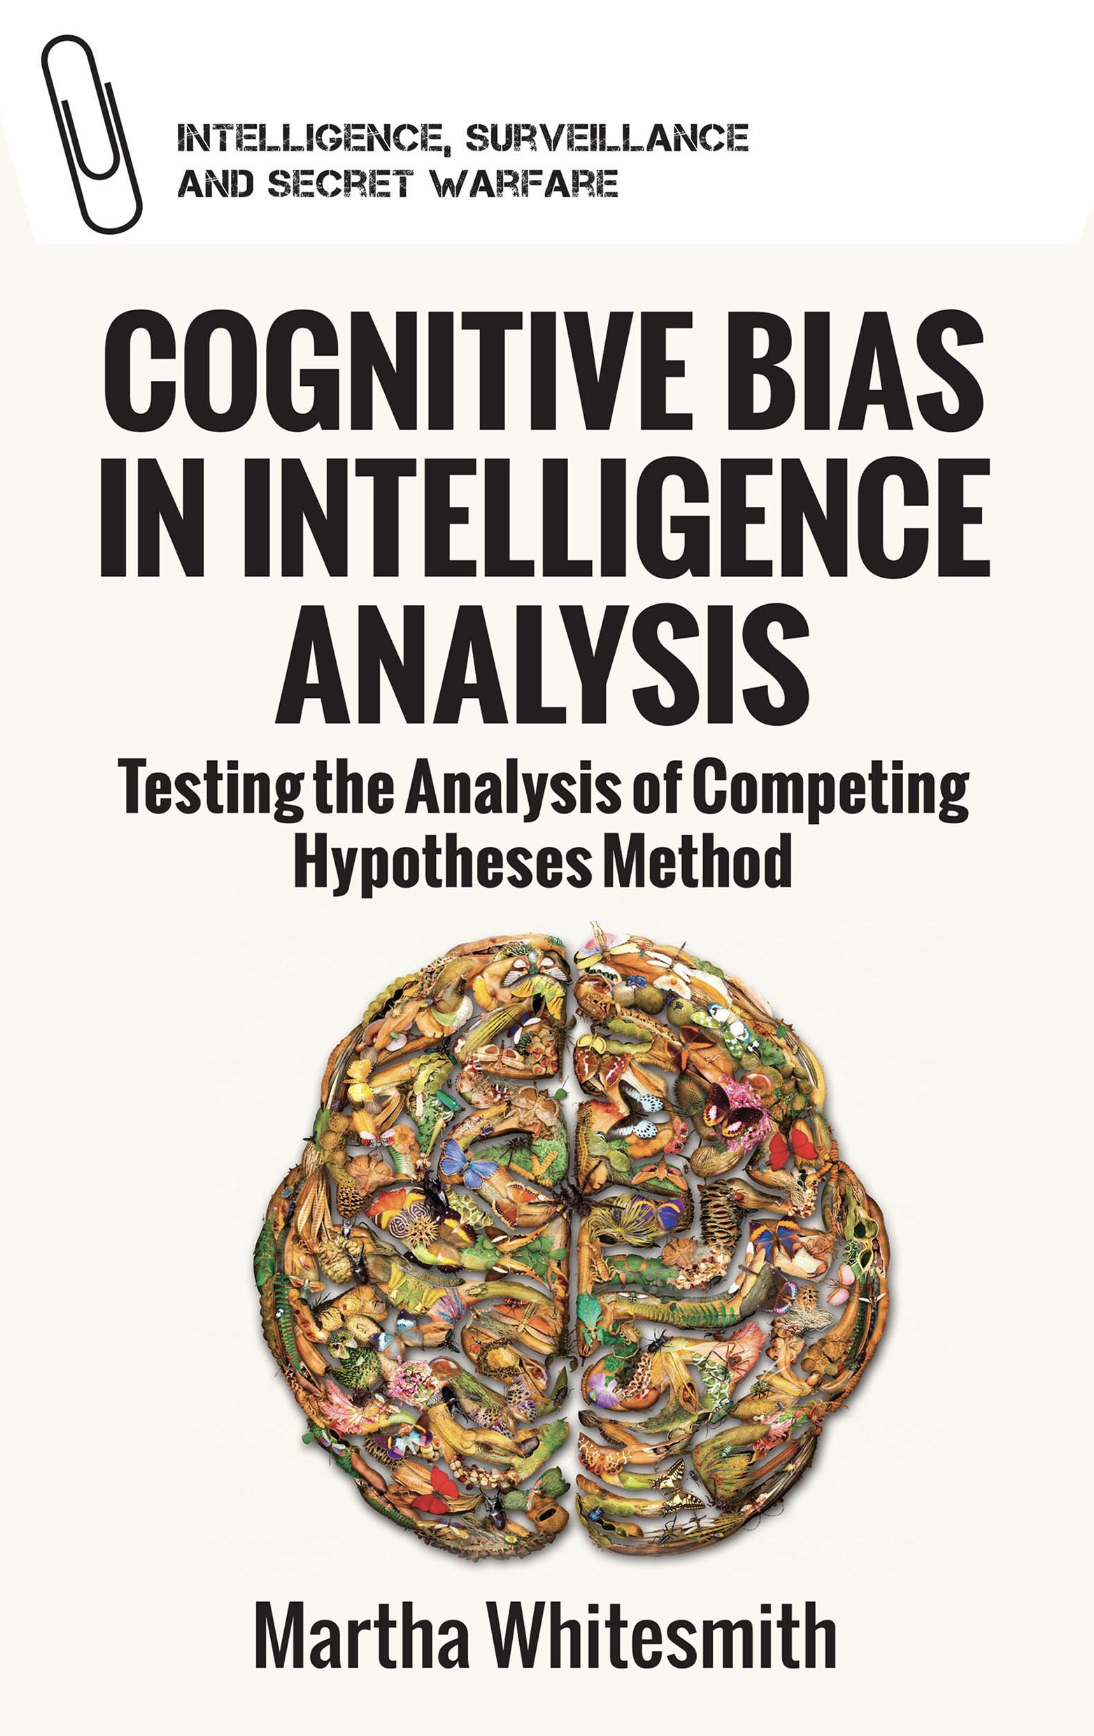 INTELLIGENCE, SURVEILLANCE
AND SECRET WARFARE
COGNITIVE BIAS
IN INTELLIGENCE
ANALYSIS
Testing the Analysis of Competing
Hypotheses Method
Martha Whitesmith